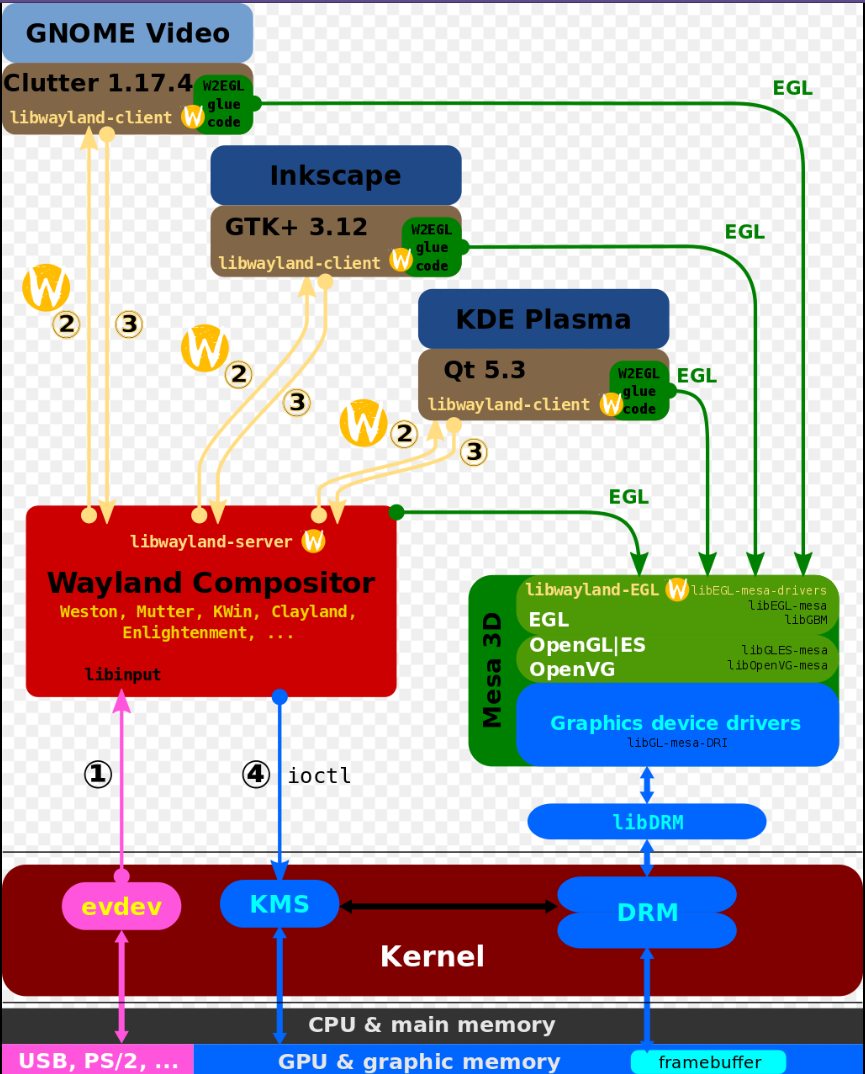 GNOME Video
Clutter 1.17.4
libwayland-client
W
W2EGL
glue
code
EGL
Inkscape
GTK+ 3.12
libwayland-client
W
W2EGL
glue
code
EGL
W
②
③
KDE Plasma
Qt 5.3
libwayland-client
W
W2EGL
glue
code
EGL
W
②
③
W
②
③
EGL
libwayland-server W
Wayland Compositor
Weston, Mutter, KWin, Clayland,
Enlightenment, ...
libinput
Mesa 3D
libwayland-EGL W libEGL-mesa-drivers
libEGL-mesa
EGL
libGBM
OpenGL|ES
libGLES-mesa
OpenVG
libOpenVG-mesa
Graphics device drivers
libGL-mesa-DRI
①
④ ioctl
libDRM
evdev
KMS
DRM
Kernel
CPU & main memory
USB, PS/2, ...
GPU & graphic memory
framebuffer